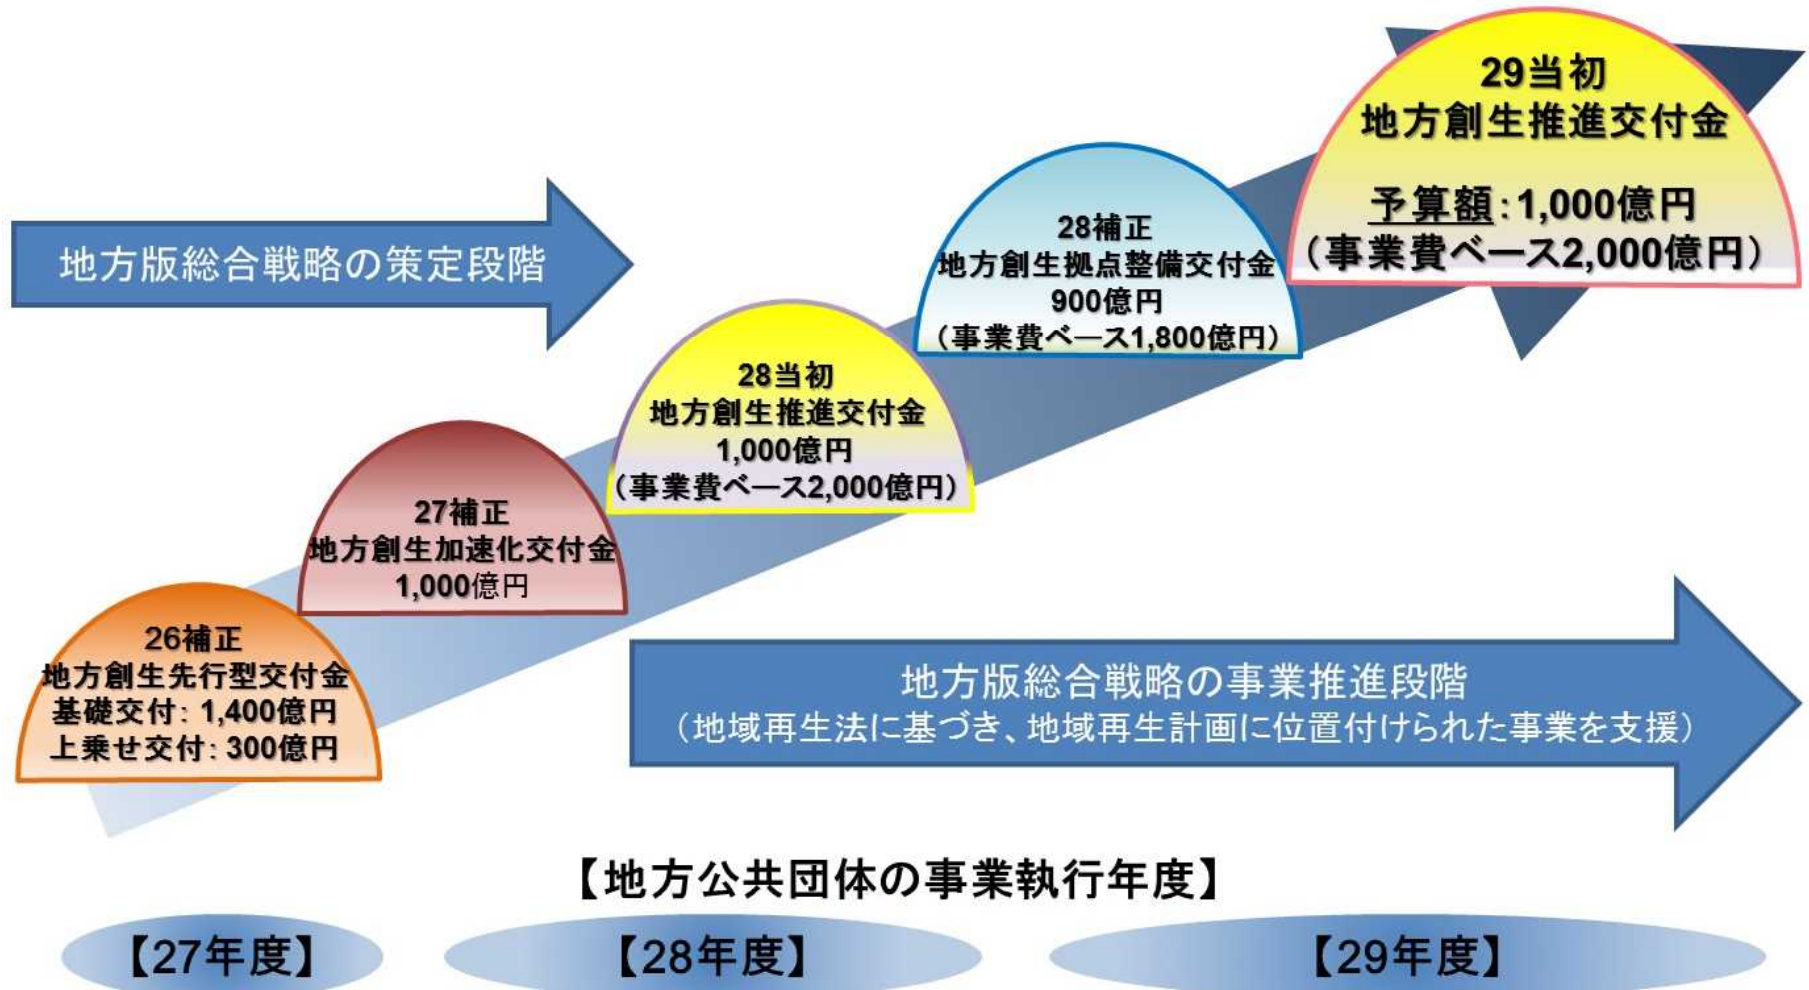 29当初
地方創生推進交付金
予算額：1,000億円
（事業費ベース2,000億円）
28補正
地方創生拠点整備交付金
900億円
（事業費ベース1,800億円）
地方版総合戦略の策定段階
28当初
地方創生推進交付金
1,000億円
（事業費ベース2,000億円）
27補正
地方創生加速化交付金
1,000億円
26補正
地方創生先行型交付金
基礎交付：1,400億円
上乗せ交付：300億円
地方版総合戦略の事業推進段階
（地域再生法に基づき、地域再生計画に位置付けられた事業を支援）
【地方公共団体の事業執行年度】
【27年度】
【28年度】
【29年度】